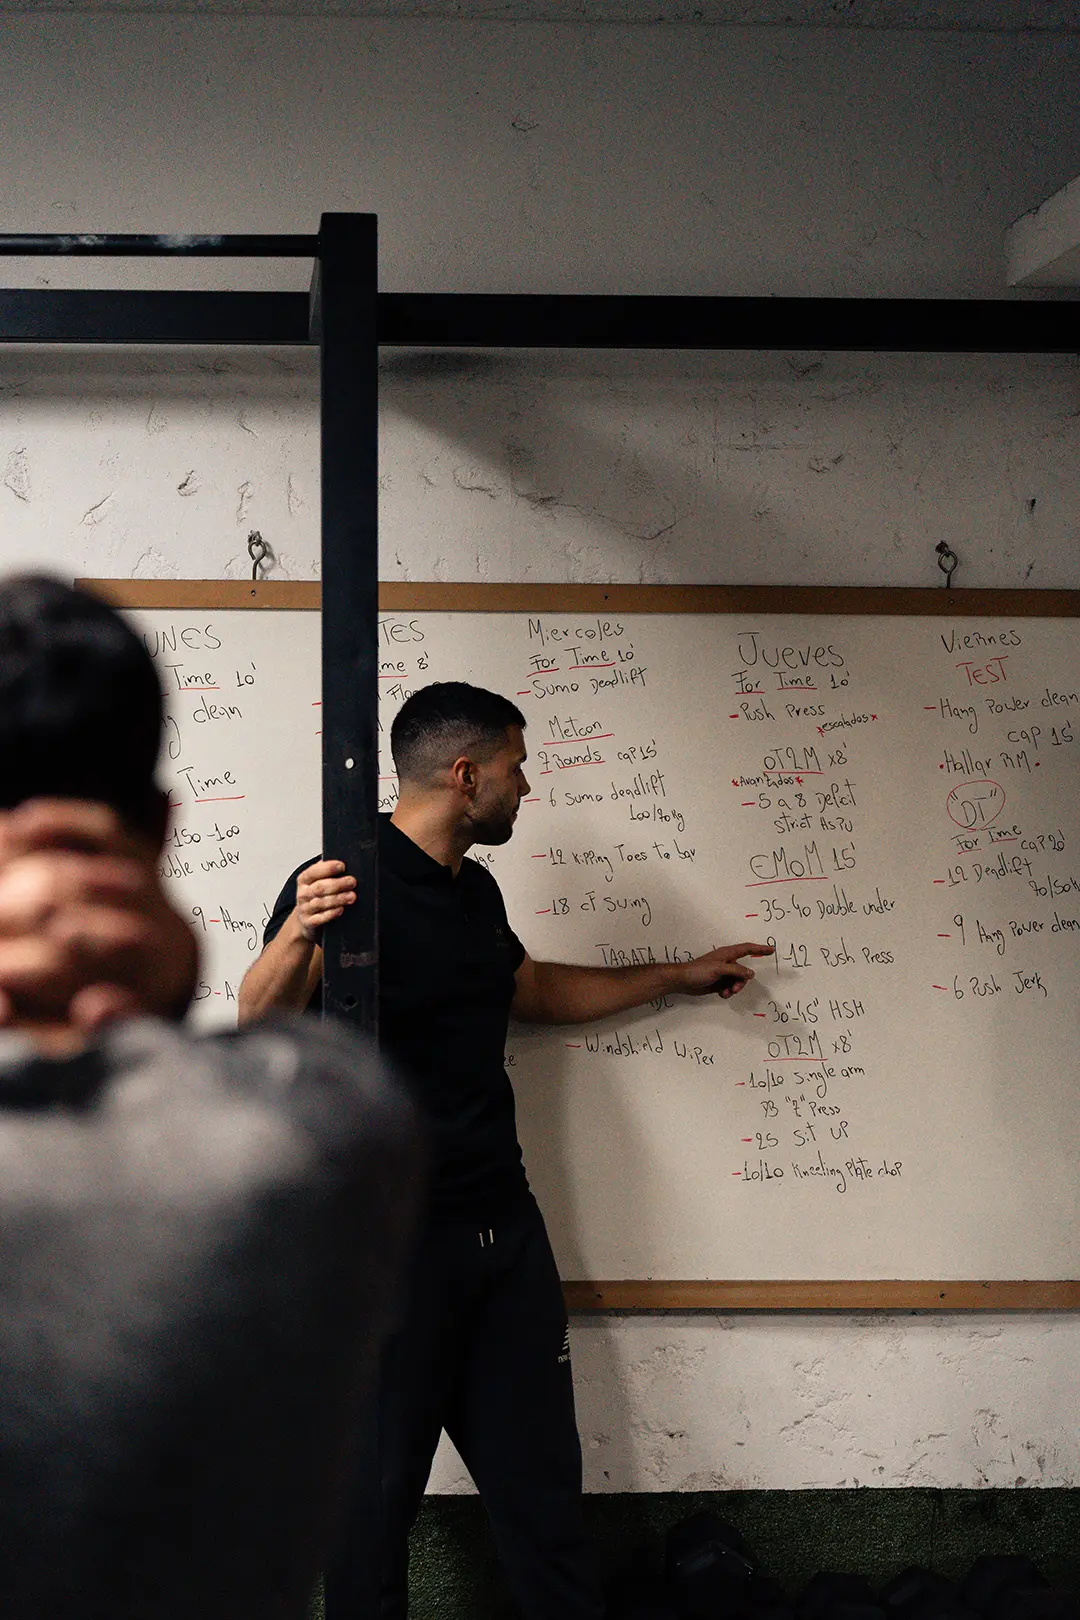 UNES
Time 10'
clean
Time
-150-100
ouble under
9-Hang
S-A
TES
me 8'
Floo
Miercoles
For Time 10'
-Sumo Deadlift
Metcon
7 Rounds cap 15'
-6 sumo deadlift
100/70kg
-12 Kipping Toes to bar
-18 CF Swing
TABATA 16
-Windshield Wiper
Jueves
For Time 10'
-Push Press
*escalados*
OT2M x8'
*Avanzados*
-5 a 8 Deficit
strict HSPU
EMOM 15'
-35-40 Double under
9-12 Push Press
-30"-45" HSH
OT2M x8'
-10/10 Single arm
DB "Z" Press
-25 Sit UP
-10/10 Kneeling Plate chop
Viernes
TEST
-Hang Power clean
cap 15'
·Hallar RM·
"DT"
For Time cap 20'
-12 Deadlift
70/50k
-9 Hang Power clean
-6 Push Jerk